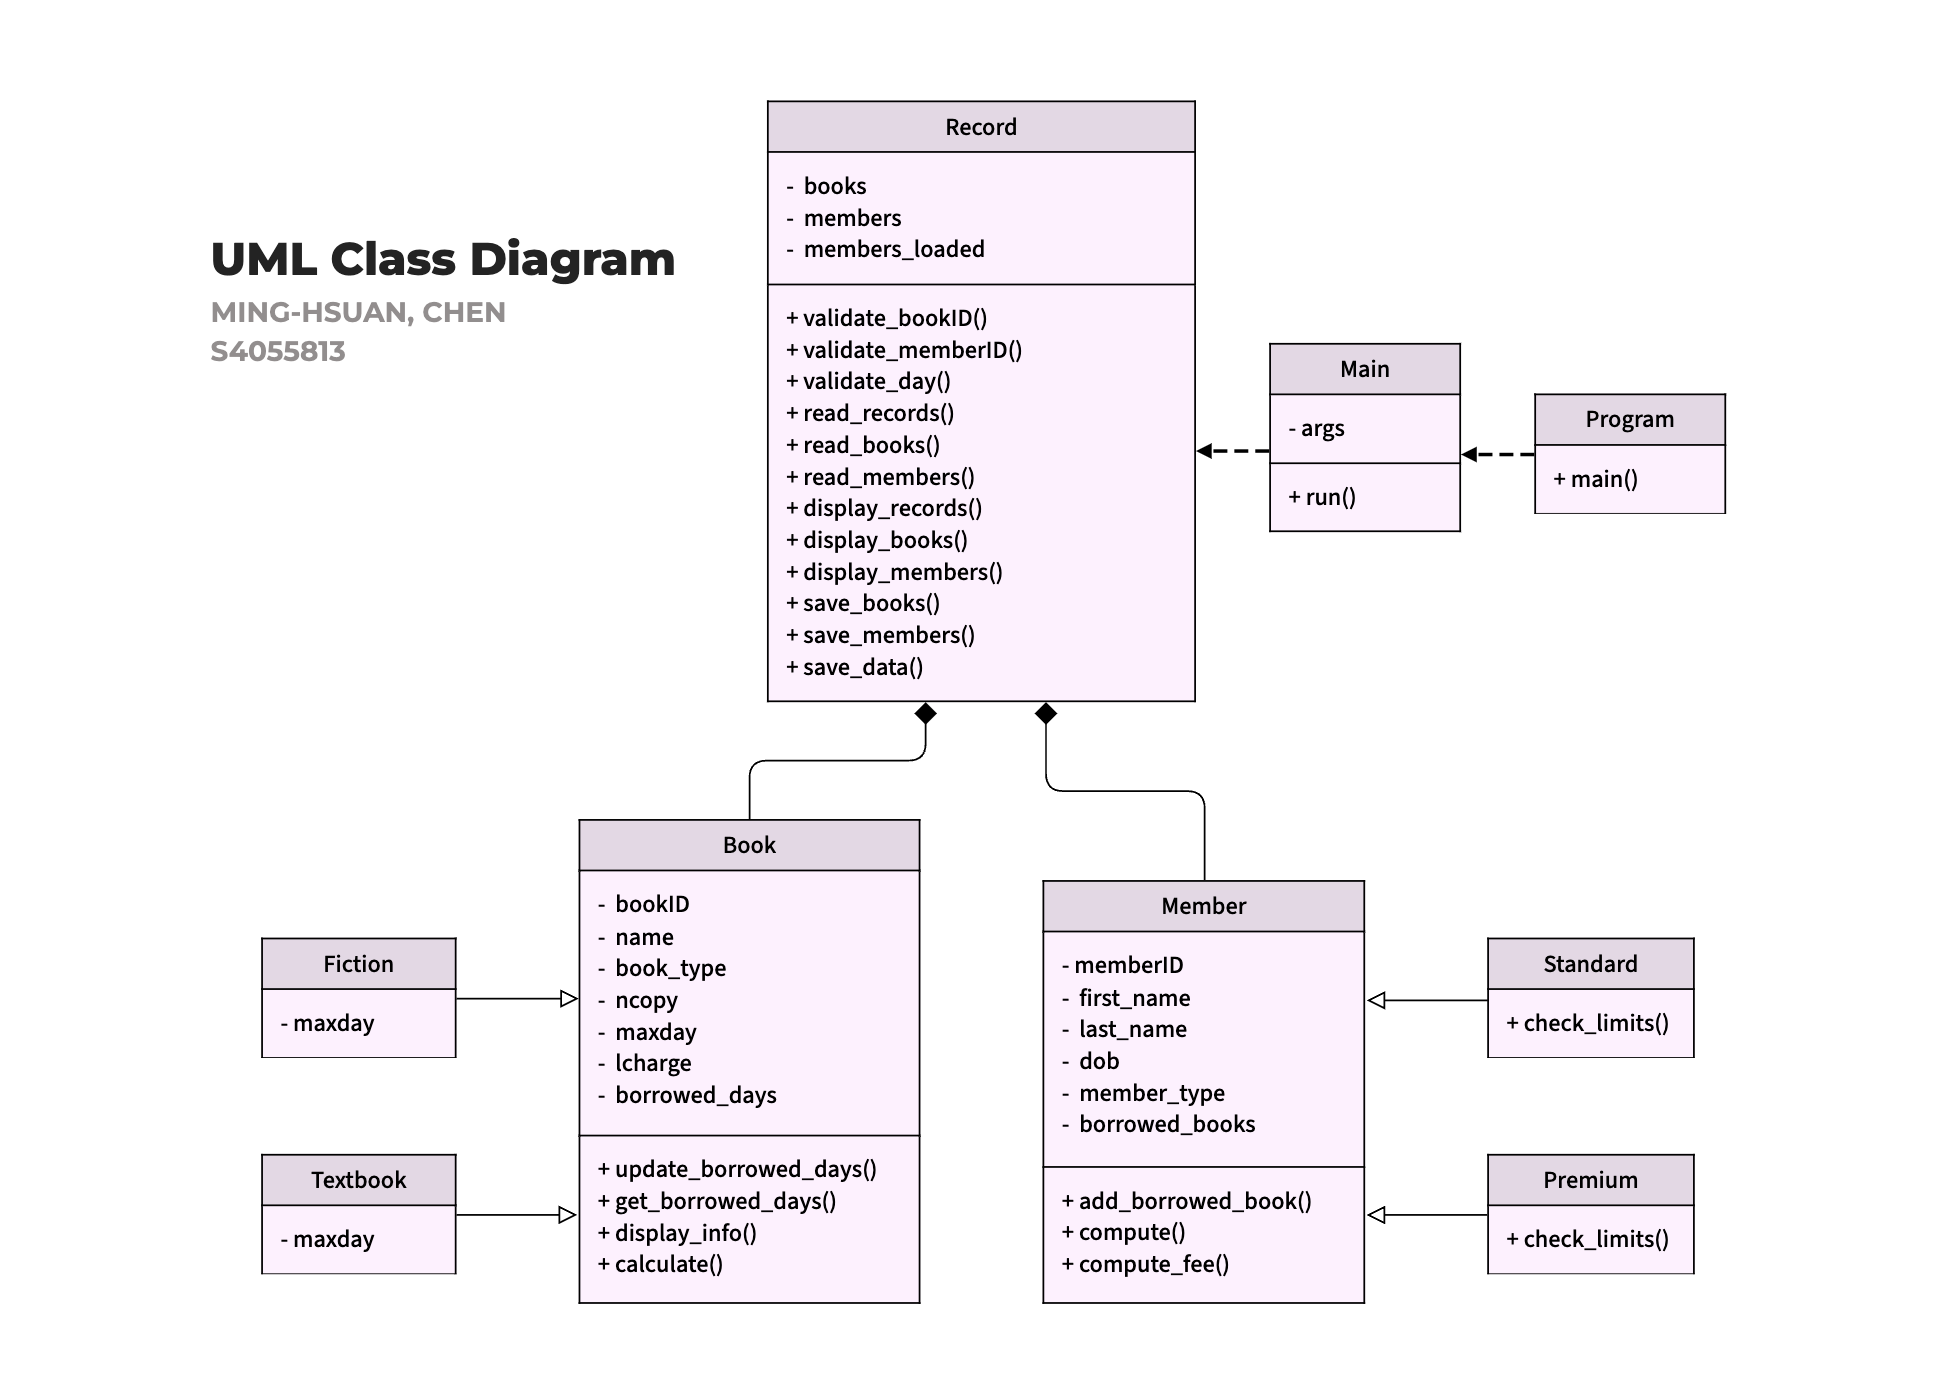 UML Class Diagram
MING-HSUAN, CHEN
S4055813
Record
- books
- members
- members_loaded
+ validate_bookID()
+ validate_memberID()
+ validate_day()
+ read_records()
+ read_books()
+ read_members()
+ display_records()
+ display_books()
+ display_members()
+ save_books()
+ save_members()
+ save_data()
Main
- args
+ run()
Program
+ main()
Book
- bookID
- name
- book_type
- ncopy
- maxday
- lcharge
- borrowed_days
+ update_borrowed_days()
+ get_borrowed_days()
+ display_info()
+ calculate()
Fiction
- maxday
Textbook
- maxday
Member
- memberID
- first_name
- last_name
- dob
- member_type
- borrowed_books
+ add_borrowed_book()
+ compute()
+ compute_fee()
Standard
+ check_limits()
Premium
+ check_limits()